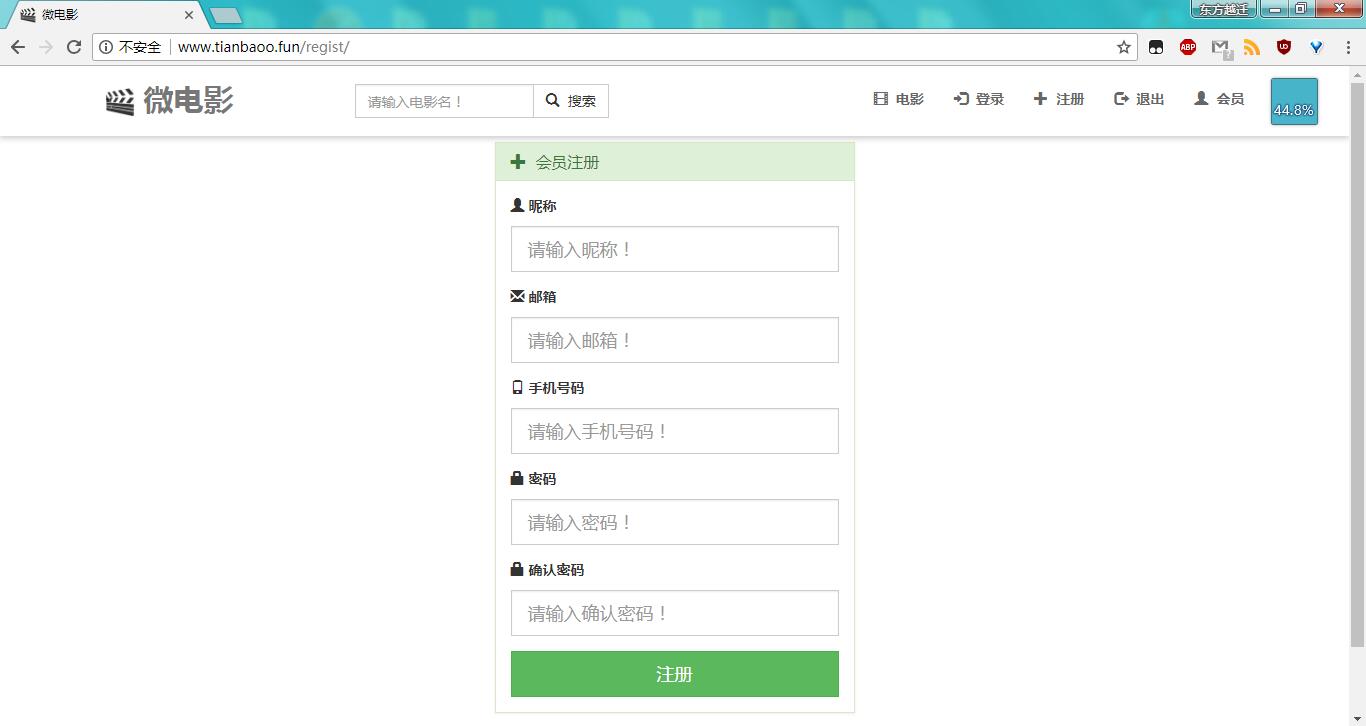 微电影
东方越迁
不安全 www.tianbaoo.fun/regist/
微电影 请输入电影名！ 搜索 电影 登录 注册 退出 会员 44.8%
会员注册
昵称
请输入昵称！
邮箱
请输入邮箱！
手机号码
请输入手机号码！
密码
请输入密码！
确认密码
请输入确认密码！
注册